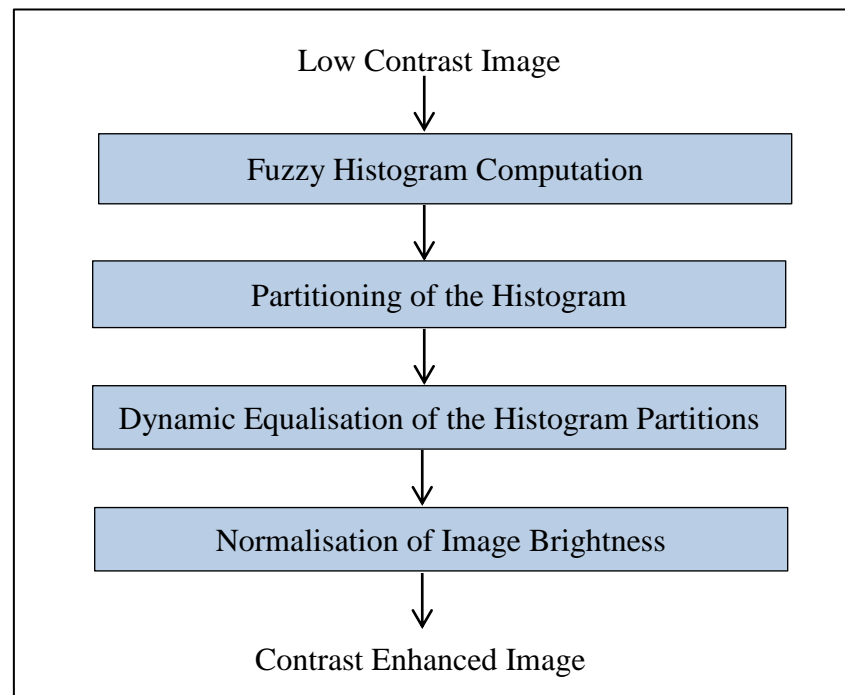 Low Contrast Image
Fuzzy Histogram Computation
Partitioning of the Histogram
Dynamic Equalisation of the Histogram Partitions
Normalisation of Image Brightness
Contrast Enhanced Image